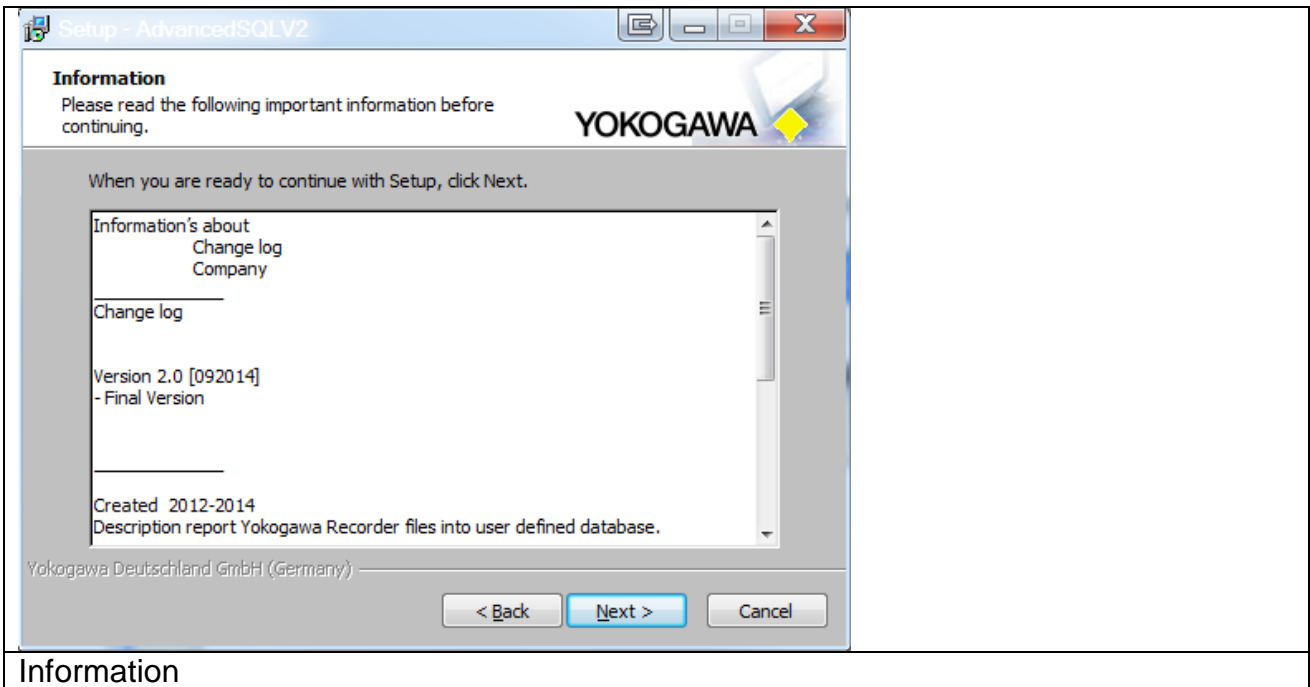 Setup - AdvancedSQLV2
Information
Please read the following important information before
continuing.
YOKOGAWA
When you are ready to continue with Setup, click Next.
Information's about
Change log
Company
Change log
Version 2.0 [092014]
- Final Version
Created  2012-2014
Description report Yokogawa Recorder files into user defined database.
Yokogawa Deutschland GmbH (Germany)
< Back
Next >
Cancel
Information